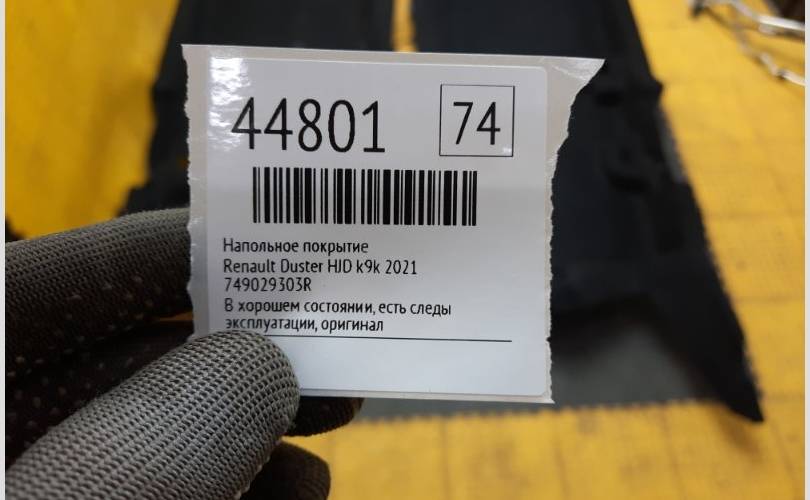 44801 74
Напольное покрытие
Renault Duster HJD k9k 2021
749029303R
В хорошем состоянии, есть следы
эксплуатации, оригинал